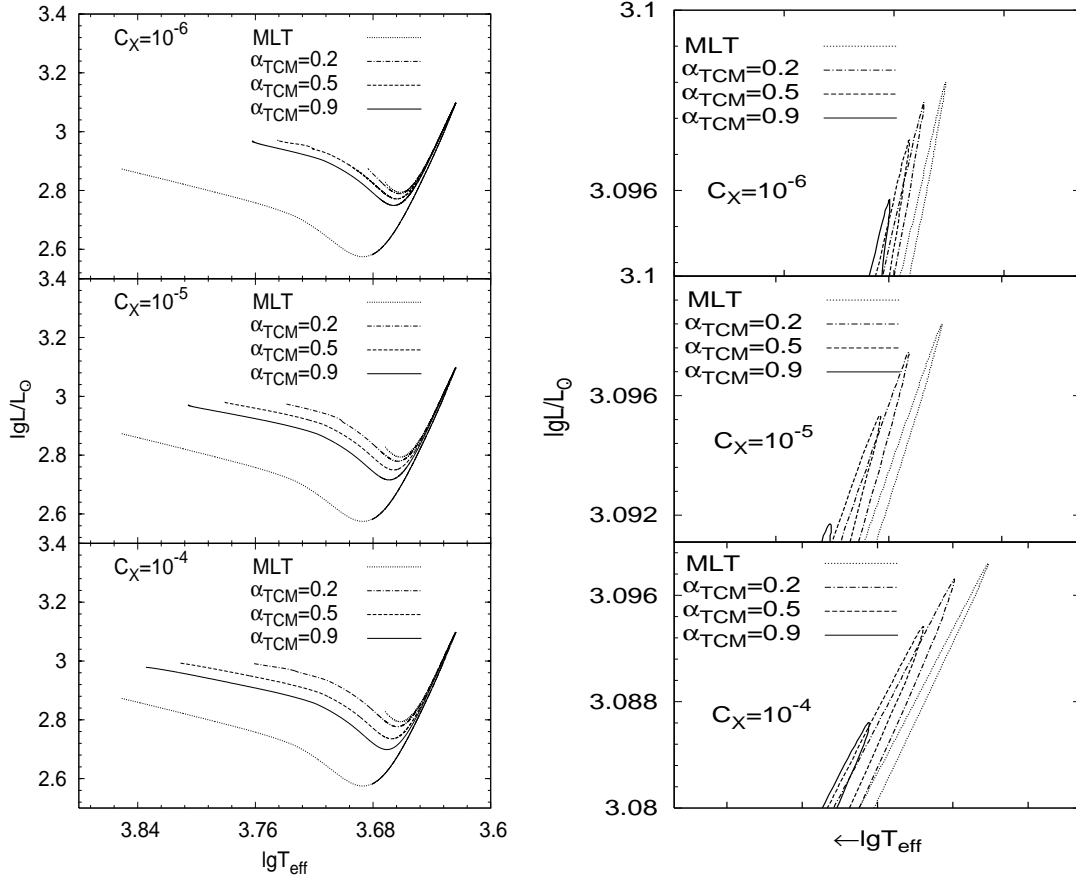 3.4
3.2
3
2.8
2.6
3.4
C_X=10^-6
MLT
α_TCM=0.2
α_TCM=0.5
α_TCM=0.9
3.2
3
2.8
2.6
3.4
C_X=10^-5
MLT
α_TCM=0.2
α_TCM=0.5
α_TCM=0.9
lgL/L⊙
3.2
3
2.8
2.6
C_X=10^-4
MLT
α_TCM=0.2
α_TCM=0.5
α_TCM=0.9
3.84
3.76
3.68
3.6
lgT_eff
3.1
3.096
3.1
MLT
α_TCM=0.2
α_TCM=0.5
α_TCM=0.9
C_X=10^-6
3.096
3.092
MLT
α_TCM=0.2
α_TCM=0.5
α_TCM=0.9
C_X=10^-5
lgL/L⊙
3.096
3.088
3.08
MLT
α_TCM=0.2
α_TCM=0.5
α_TCM=0.9
C_X=10^-4
←lgT_eff